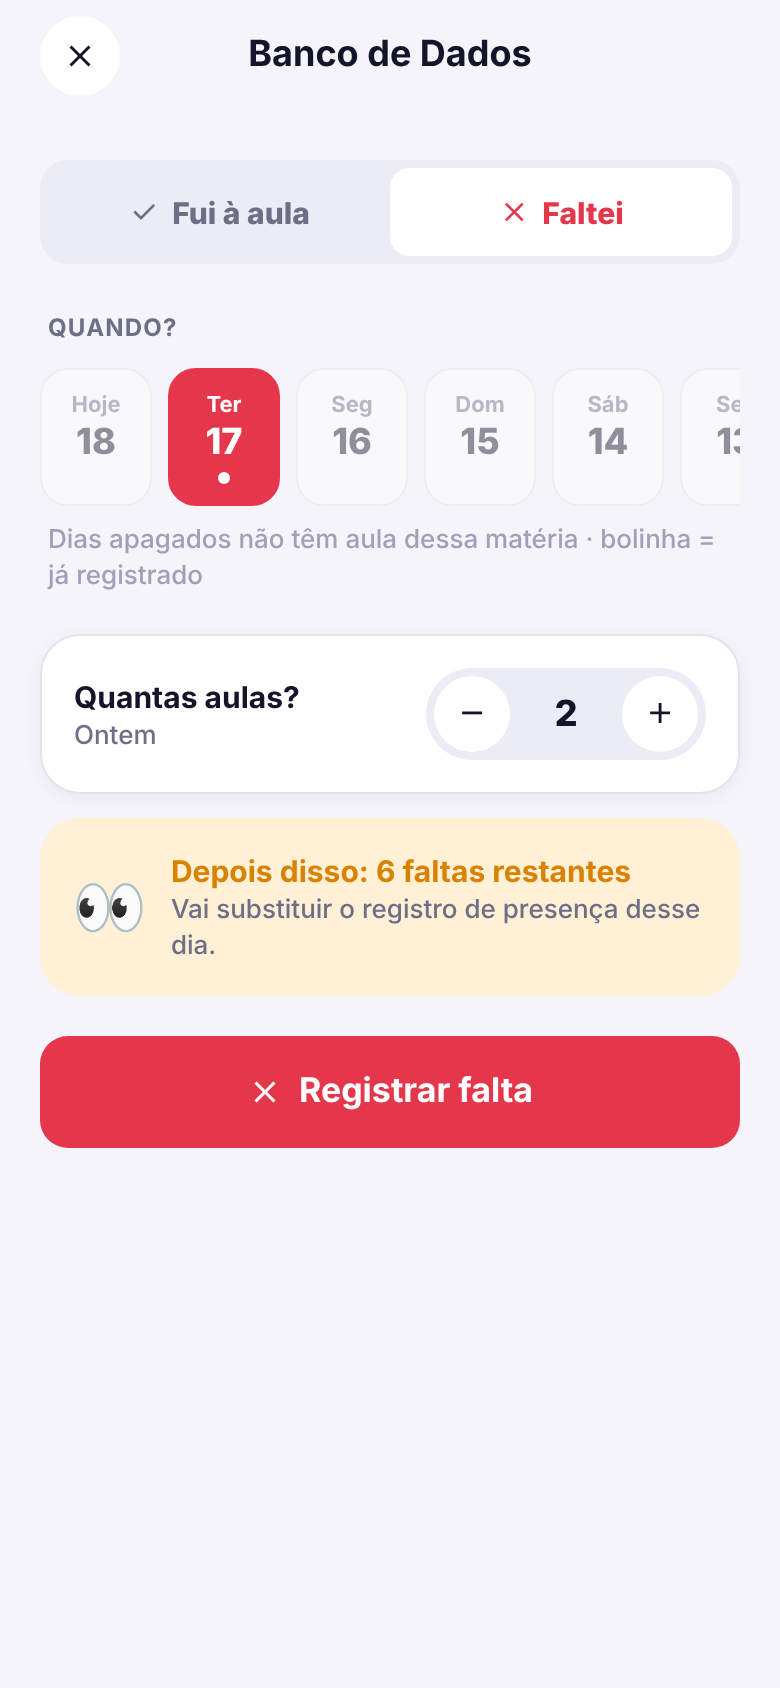 Banco de Dados
Fui à aula
Faltei
QUANDO?
Hoje
18
Ter
17
Seg
16
Dom
15
Sáb
14
Dias apagados não têm aula dessa matéria · bolinha =
já registrado
Quantas aulas?
Ontem
− 2 +
Depois disso: 6 faltas restantes
Vai substituir o registro de presença desse
dia.
Registrar falta